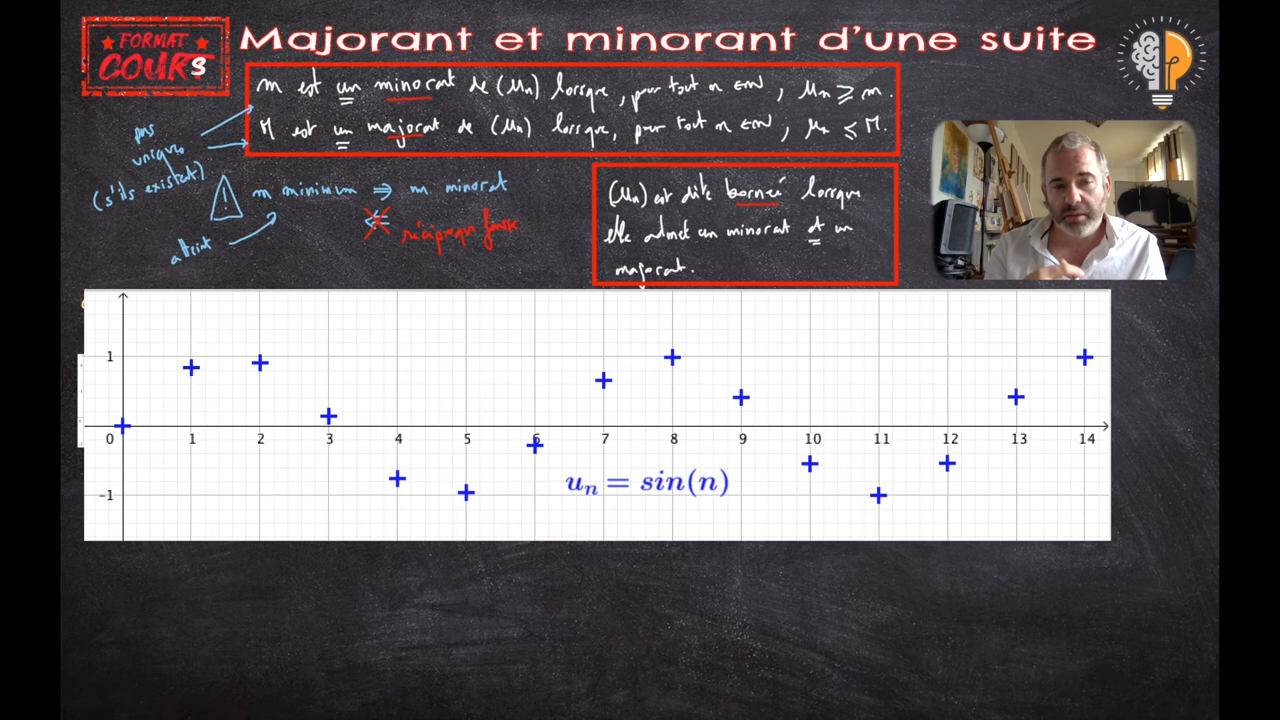 FORMAT
COURS
Majorant et minorant d'une suite
m est un minorant de (un) lorsque, pour tout n ∈ ℕ, un ⩾ m.
M est un majorant de (un) lorsque, pour tout n ∈ ℕ, un ⩽ M.
pas
unique
(s'ils existent)
! m minimum ⇒ m minorant
⇐ réciproque fausse
atteint
(un) est dite bornée lorsque
elle admet un minorant et un
majorant.
1
0 1 2 3 4 5 6 7 8 9 10 11 12 13 14
un = sin(n)
-1